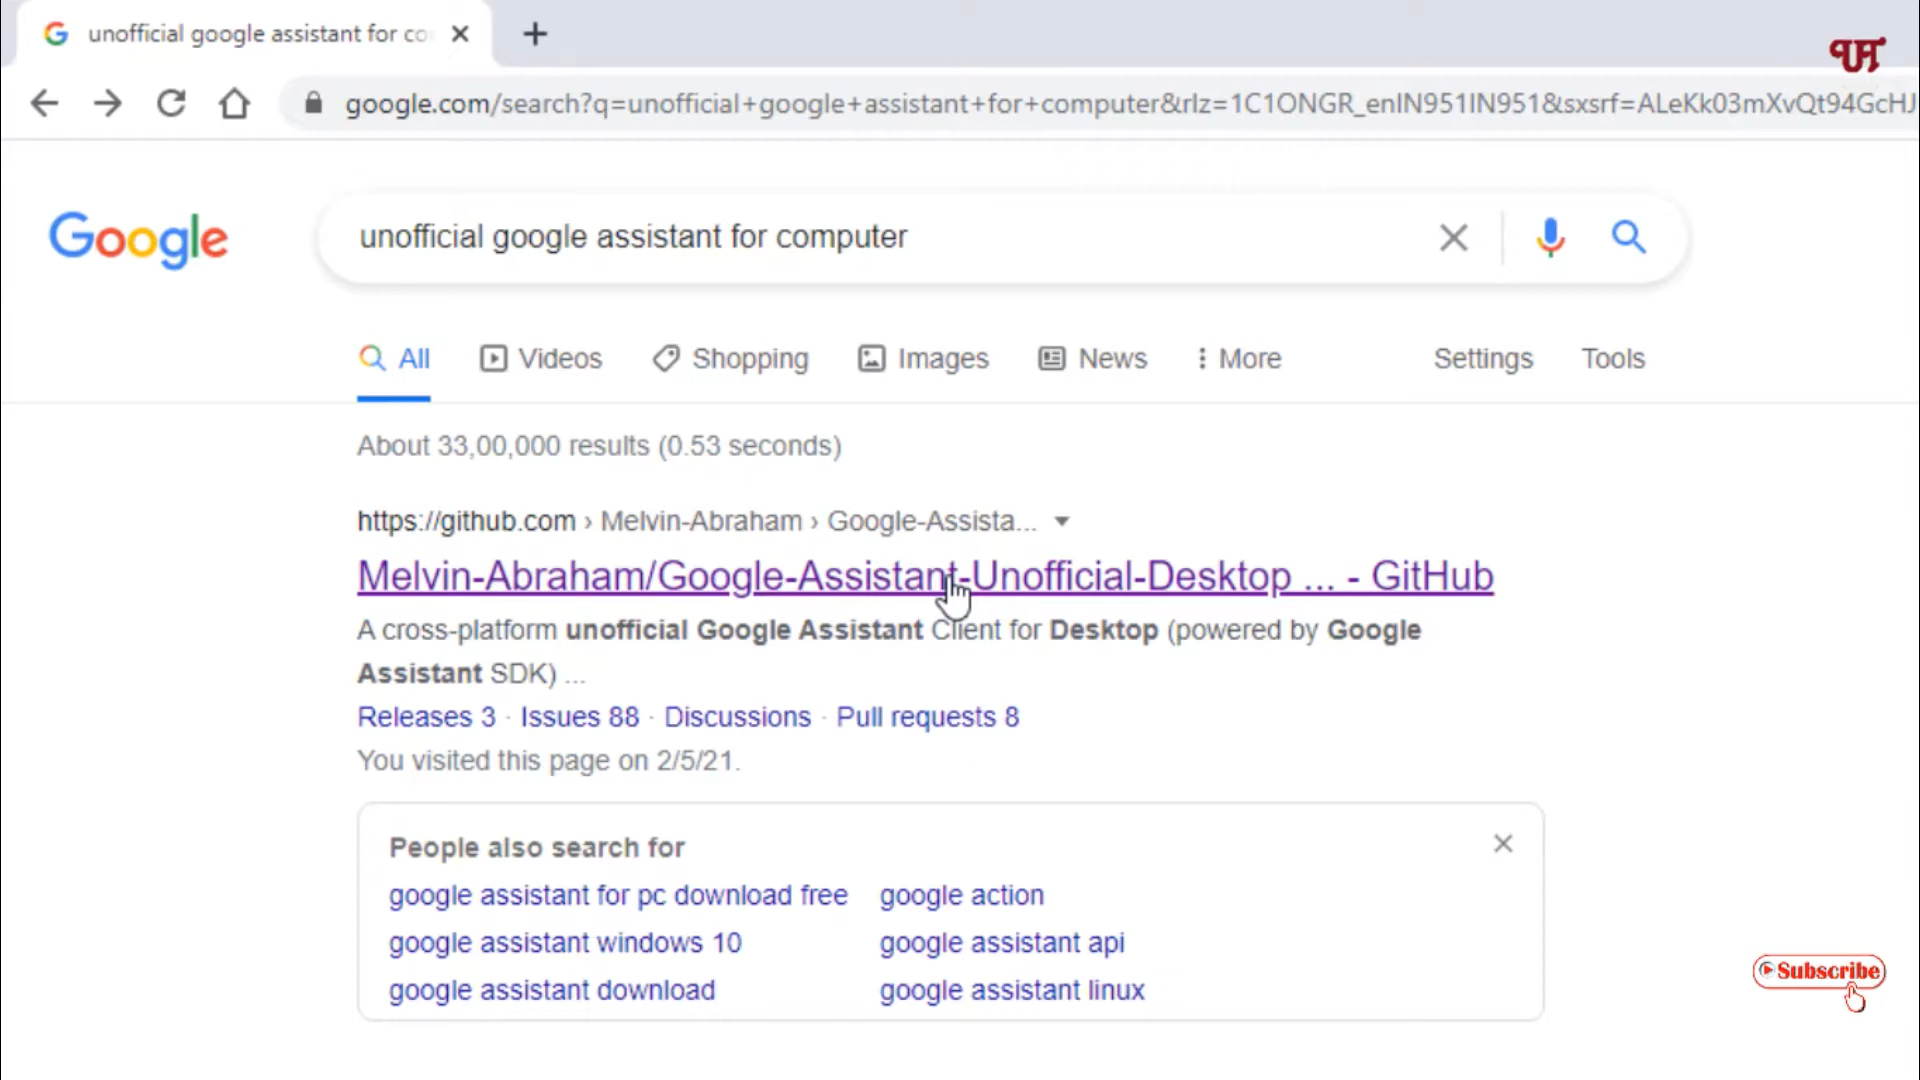 unofficial google assistant for co
google.com/search?q=unofficial+google+assistant+for+computer&rlz=1C1ONGR_enIN951IN951&sxsrf=ALeKk03mXvQt94GcHJ
Google
unofficial google assistant for computer
All Videos Shopping Images News More Settings Tools
About 33,00,000 results (0.53 seconds)
https://github.com › Melvin-Abraham › Google-Assista...
Melvin-Abraham/Google-Assistant-Unofficial-Desktop ... - GitHub
A cross-platform unofficial Google Assistant Client for Desktop (powered by Google
Assistant SDK) ...
Releases 3 · Issues 88 · Discussions · Pull requests 8
You visited this page on 2/5/21.
People also search for
google assistant for pc download free google action
google assistant windows 10 google assistant api
google assistant download google assistant linux
Subscribe